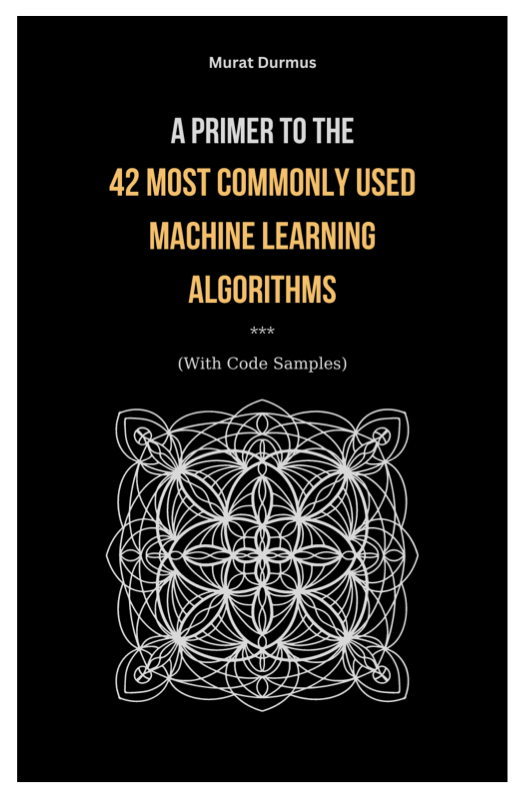 Murat Durmus
A PRIMER TO THE
42 MOST COMMONLY USED
MACHINE LEARNING
ALGORITHMS
***
(With Code Samples)